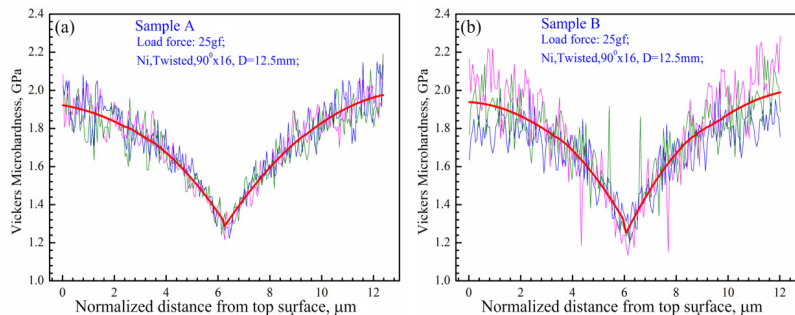 (a)
Sample A
Load force: 25gf;
Ni,Twisted,90⁰x16, D=12.5mm;
Vickers Microhardness, GPa
2.4
2.2
2.0
1.8
1.6
1.4
1.2
1.0
0 2 4 6 8 10 12
Normalized distance from top surface, μm
(b)
Sample B
Load force: 25gf;
Ni,Twisted,90⁰x16, D=12.5mm;
Vickers Microhardness, GPa
2.4
2.2
2.0
1.8
1.6
1.4
1.2
1.0
0 2 4 6 8 10 12
Normalized distance from top surface, μm